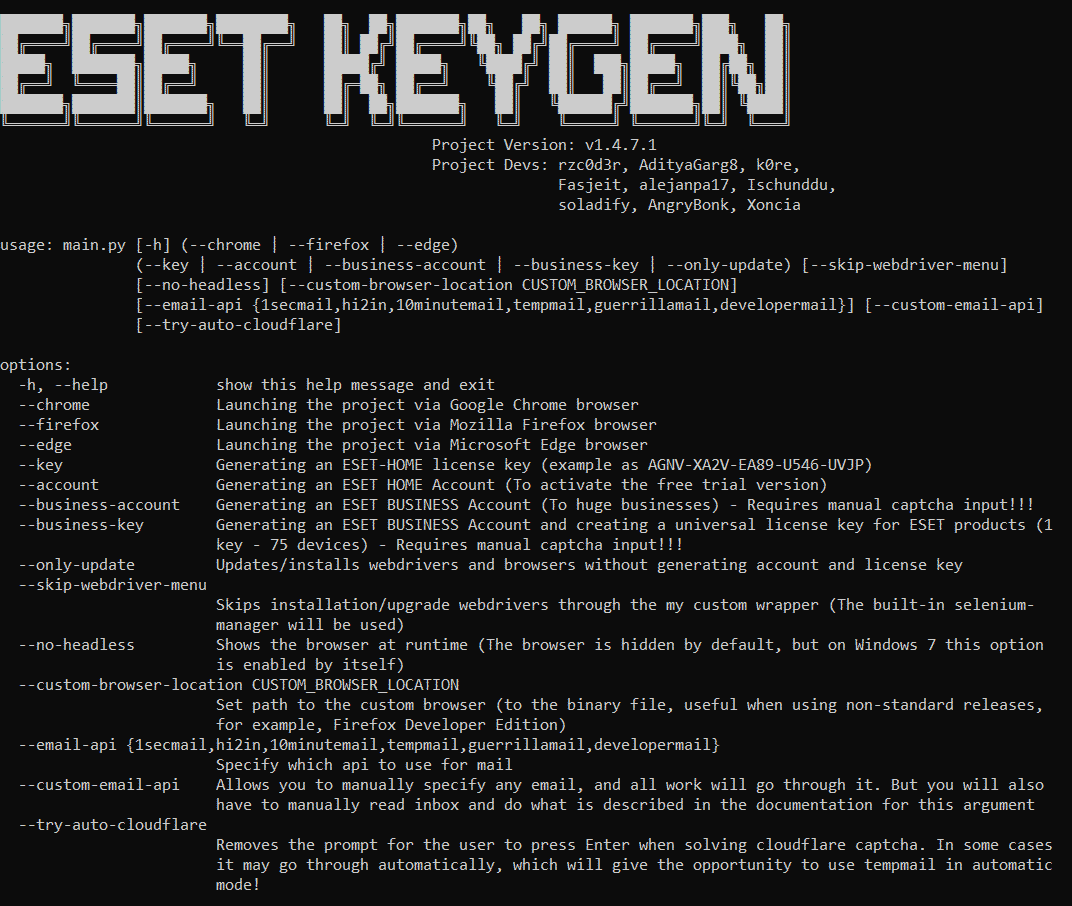 ESET KEYGEN
Project Version: v1.4.7.1
Project Devs: rzc0d3r, AdityaGarg8, k0re,
Fasjeit, alejanpa17, Ischunddu,
soladify, AngryBonk, Xoncia
usage: main.py [-h] (--chrome | --firefox | --edge)
(--key | --account | --business-account | --business-key | --only-update) [--skip-webdriver-menu]
[--no-headless] [--custom-browser-location CUSTOM_BROWSER_LOCATION]
[--email-api {1secmail,hi2in,10minutemail,tempmail,guerrillamail,developermail}] [--custom-email-api]
[--try-auto-cloudflare]
options:
-h, --help show this help message and exit
--chrome Launching the project via Google Chrome browser
--firefox Launching the project via Mozilla Firefox browser
--edge Launching the project via Microsoft Edge browser
--key Generating an ESET-HOME license key (example as AGNV-XA2V-EA89-U546-UVJP)
--account Generating an ESET HOME Account (To activate the free trial version)
--business-account Generating an ESET BUSINESS Account (To huge businesses) - Requires manual captcha input!!!
--business-key Generating an ESET BUSINESS Account and creating a universal license key for ESET products (1
key - 75 devices) - Requires manual captcha input!!!
--only-update Updates/installs webdrivers and browsers without generating account and license key
--skip-webdriver-menu
Skips installation/upgrade webdrivers through the my custom wrapper (The built-in selenium-
manager will be used)
--no-headless Shows the browser at runtime (The browser is hidden by default, but on Windows 7 this option
is enabled by itself)
--custom-browser-location CUSTOM_BROWSER_LOCATION
Set path to the custom browser (to the binary file, useful when using non-standard releases,
for example, Firefox Developer Edition)
--email-api {1secmail,hi2in,10minutemail,tempmail,guerrillamail,developermail}
Specify which api to use for mail
--custom-email-api Allows you to manually specify any email, and all work will go through it. But you will also
have to manually read inbox and do what is described in the documentation for this argument
--try-auto-cloudflare
Removes the prompt for the user to press Enter when solving cloudflare captcha. In some cases
it may go through automatically, which will give the opportunity to use tempmail in automatic
mode!